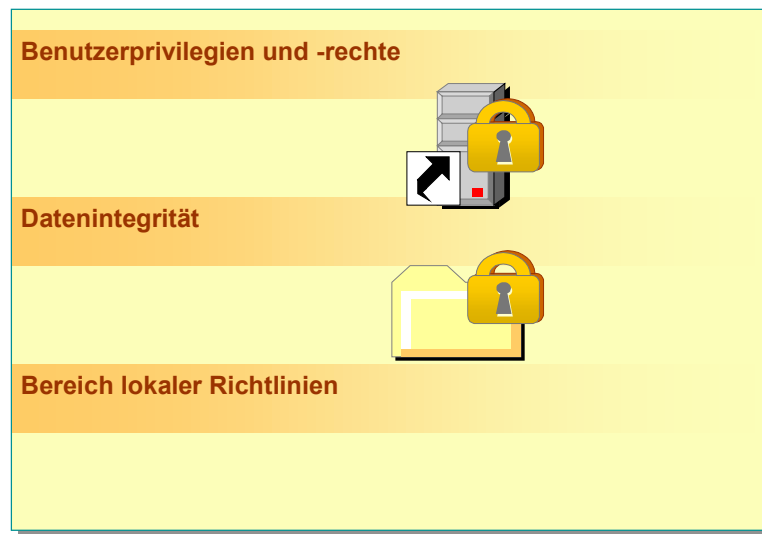 Benutzerprivilegien und -rechte
Datenintegrität
Bereich lokaler Richtlinien